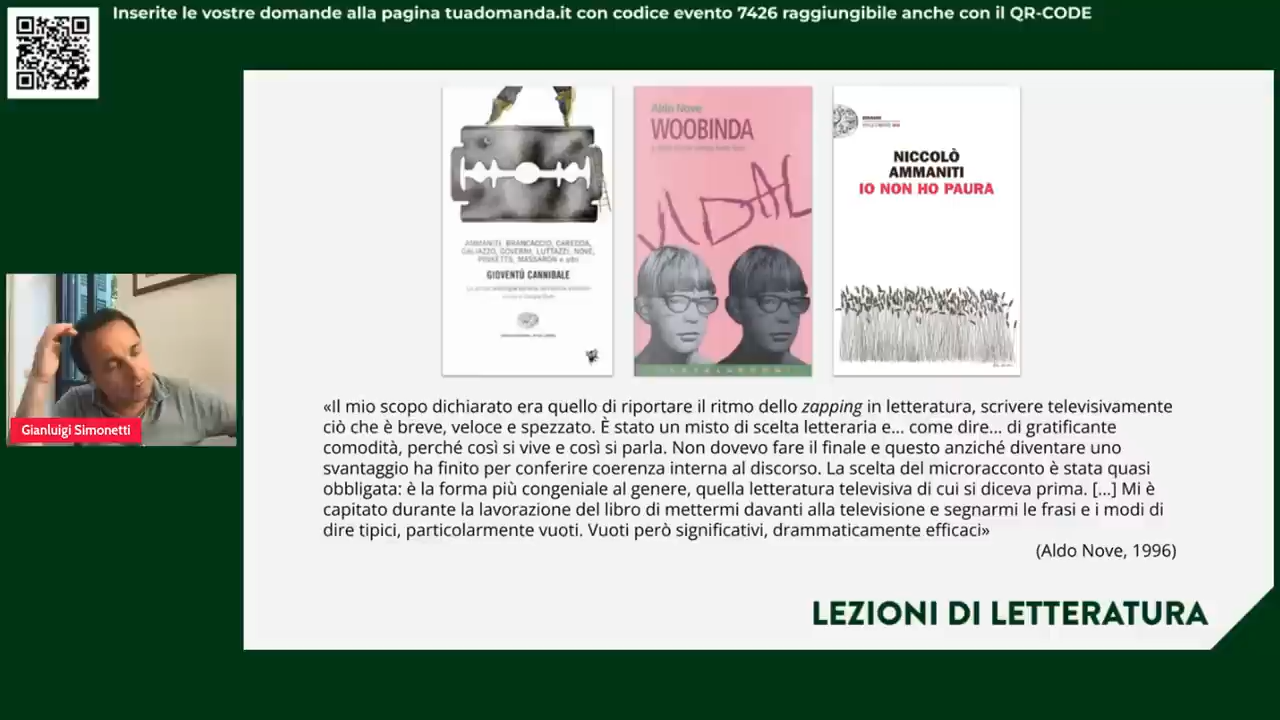 Inserite le vostre domande alla pagina tuadomanda.it con codice evento 7426 raggiungibile anche con il QR-CODE
AMMANITI, BRANCACCIO, CAREDDA,
GALIAZZO, GOVERNI, LUTTAZZI, NOVE,
PINKETTS, MASSARON e altri
GIOVENTÙ CANNIBALE
Aldo Nove
WOOBINDA
VIDAL
EINAUDI
NICCOLÒ
AMMANITI
IO NON HO PAURA
Gianluigi Simonetti
«Il mio scopo dichiarato era quello di riportare il ritmo dello zapping in letteratura, scrivere televisivamente
ciò che è breve, veloce e spezzato. È stato un misto di scelta letteraria e... come dire... di gratificante
comodità, perché così si vive e così si parla. Non dovevo fare il finale e questo anziché diventare uno
svantaggio ha finito per conferire coerenza interna al discorso. La scelta del microracconto è stata quasi
obbligata: è la forma più congeniale al genere, quella letteratura televisiva di cui si diceva prima. [...] Mi è
capitato durante la lavorazione del libro di mettermi davanti alla televisione e segnarmi le frasi e i modi di
dire tipici, particolarmente vuoti. Vuoti però significativi, drammaticamente efficaci»
(Aldo Nove, 1996)
LEZIONI DI LETTERATURA